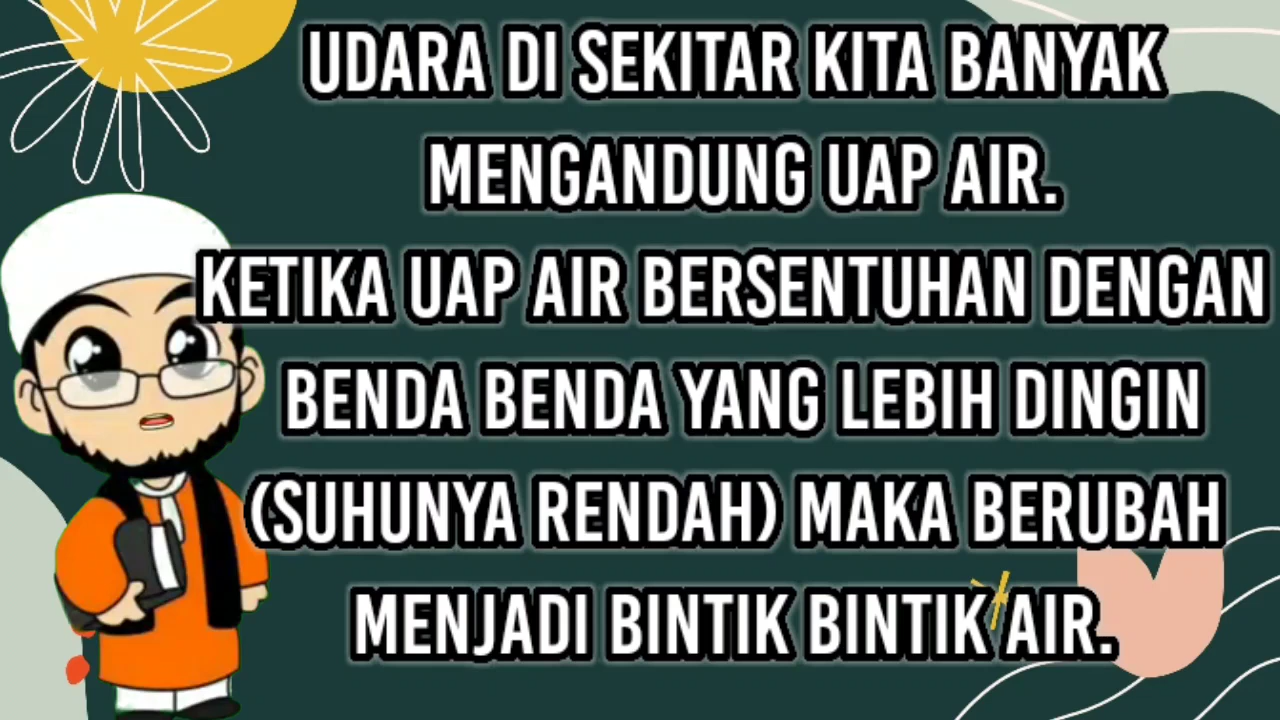 UDARA DI SEKITAR KITA BANYAK
MENGANDUNG UAP AIR.
KETIKA UAP AIR BERSENTUHAN DENGAN
BENDA BENDA YANG LEBIH DINGIN
(SUHUNYA RENDAH) MAKA BERUBAH
MENJADI BINTIK BINTIK AIR.